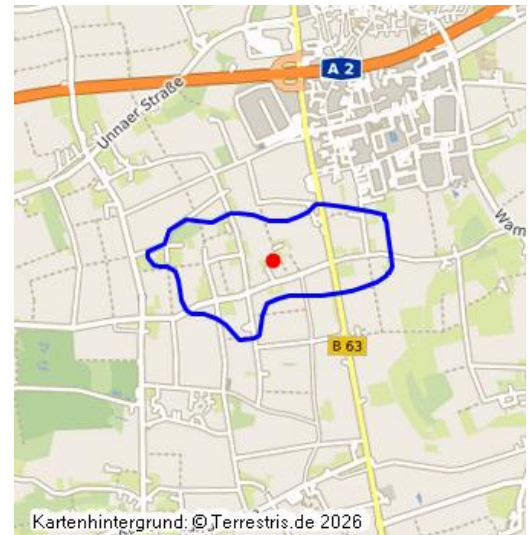 A 2
Unnaer Straße
Wam
B 63
Kartenhintergrund: © Terrestris.de 2026